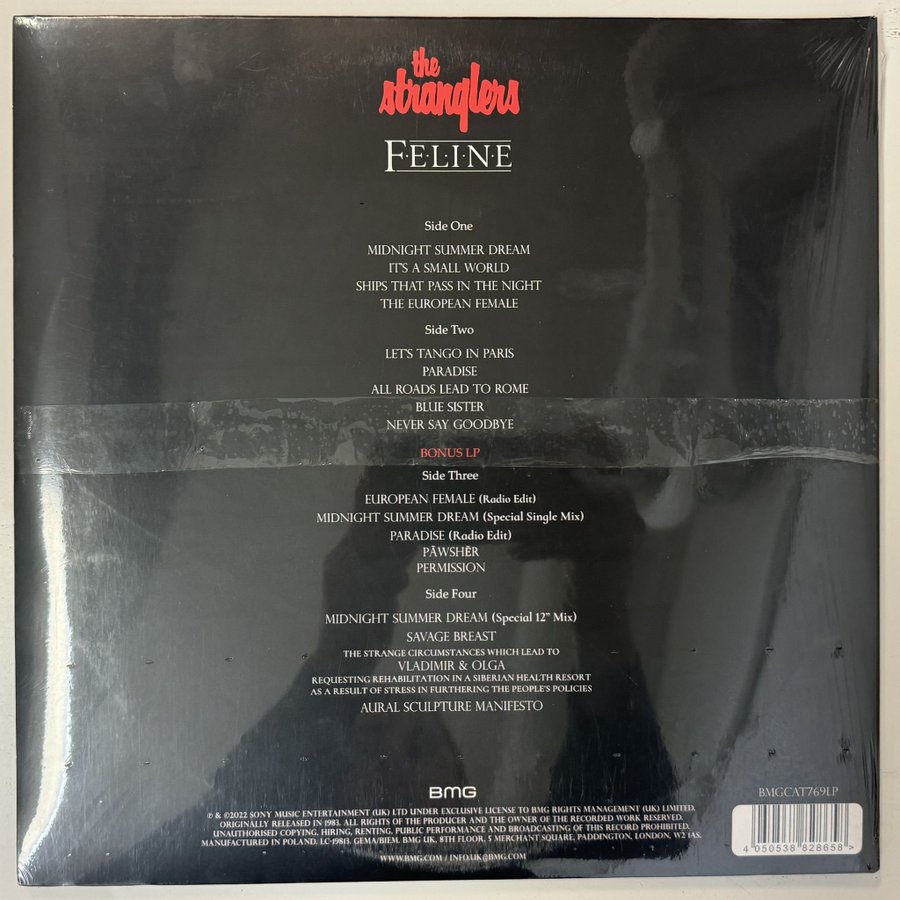 the
stranglers
F·E·L·I·N·E
Side One
MIDNIGHT SUMMER DREAM
IT'S A SMALL WORLD
SHIPS THAT PASS IN THE NIGHT
THE EUROPEAN FEMALE
Side Two
LET'S TANGO IN PARIS
PARADISE
ALL ROADS LEAD TO ROME
BLUE SISTER
NEVER SAY GOODBYE
BONUS LP
Side Three
EUROPEAN FEMALE (Radio Edit)
MIDNIGHT SUMMER DREAM (Special Single Mix)
PARADISE (Radio Edit)
PĀWSHĒR
PERMISSION
Side Four
MIDNIGHT SUMMER DREAM (Special 12” Mix)
SAVAGE BREAST
THE STRANGE CIRCUMSTANCES WHICH LEAD TO
VLADIMIR & OLGA
REQUESTING REHABILITATION IN A SIBERIAN HEALTH RESORT
AS A RESULT OF STRESS IN FURTHERING THE PEOPLE'S POLICIES
AURAL SCULPTURE MANIFESTO
BMG
BMGCAT769LP
℗ & ©2022 SONY MUSIC ENTERTAINMENT (UK) LTD UNDER EXCLUSIVE LICENSE TO BMG RIGHTS MANAGEMENT (UK) LIMITED.
ORIGINALLY RELEASED IN 1983. ALL RIGHTS OF THE PRODUCER AND THE OWNER OF THE RECORDED WORK RESERVED.
UNAUTHORISED COPYING, HIRING, RENTING, PUBLIC PERFORMANCE AND BROADCASTING OF THIS RECORD PROHIBITED.
MANUFACTURED IN POLAND. LC-19813. GEMA/BIEM. BMG UK, 8TH FLOOR, 5 MERCHANT SQUARE, PADDINGTON, LONDON, W2 1AS.
WWW.BMG.COM / INFO.UK@BMG.COM
4 050538 828658 >